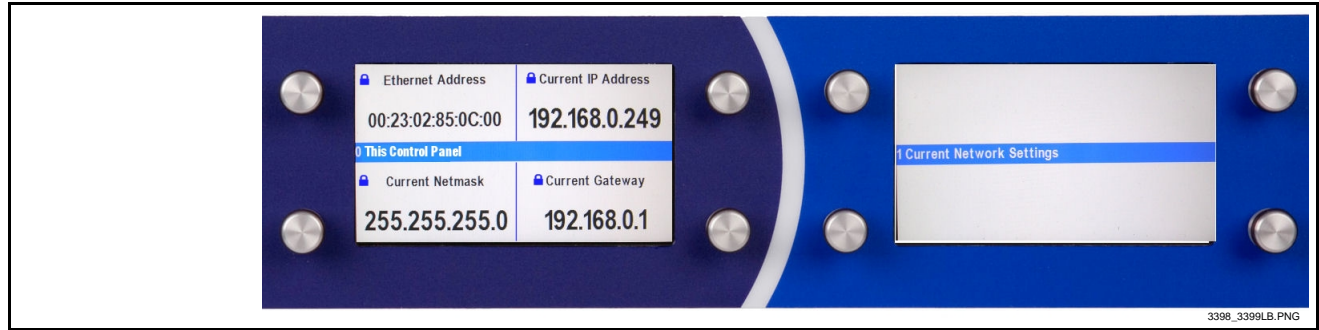 Ethernet Address
Current IP Address
00:23:02:85:0C:00
192.168.0.249
0 This Control Panel
Current Netmask
Current Gateway
255.255.255.0
192.168.0.1
1 Current Network Settings
3398_3399LB.PNG